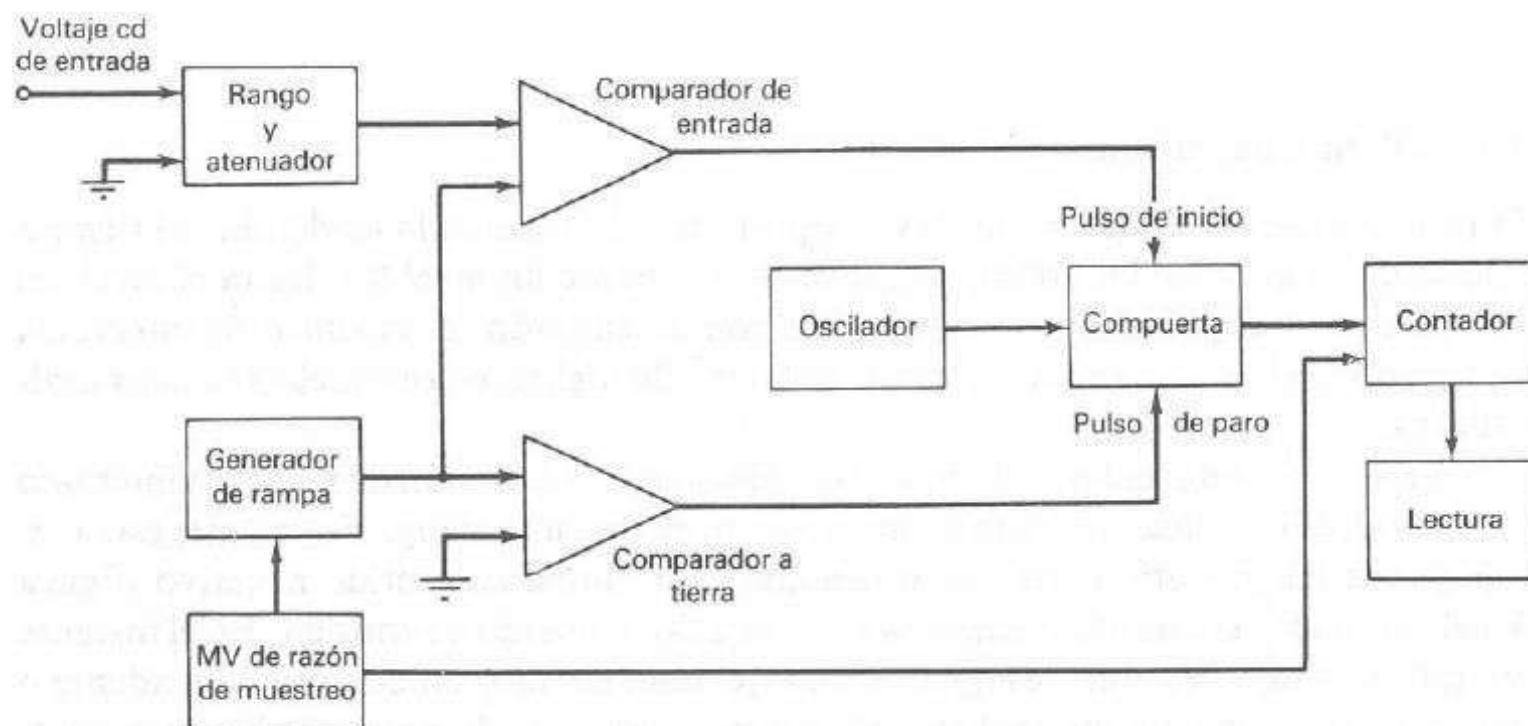 Voltaje cd
de entrada
Rango
y
atenuador
Comparador de
entrada
Pulso de inicio
Oscilador
Compuerta
Contador
Pulso de paro
Generador
de rampa
Comparador a
tierra
Lectura
MV de razón
de muestreo